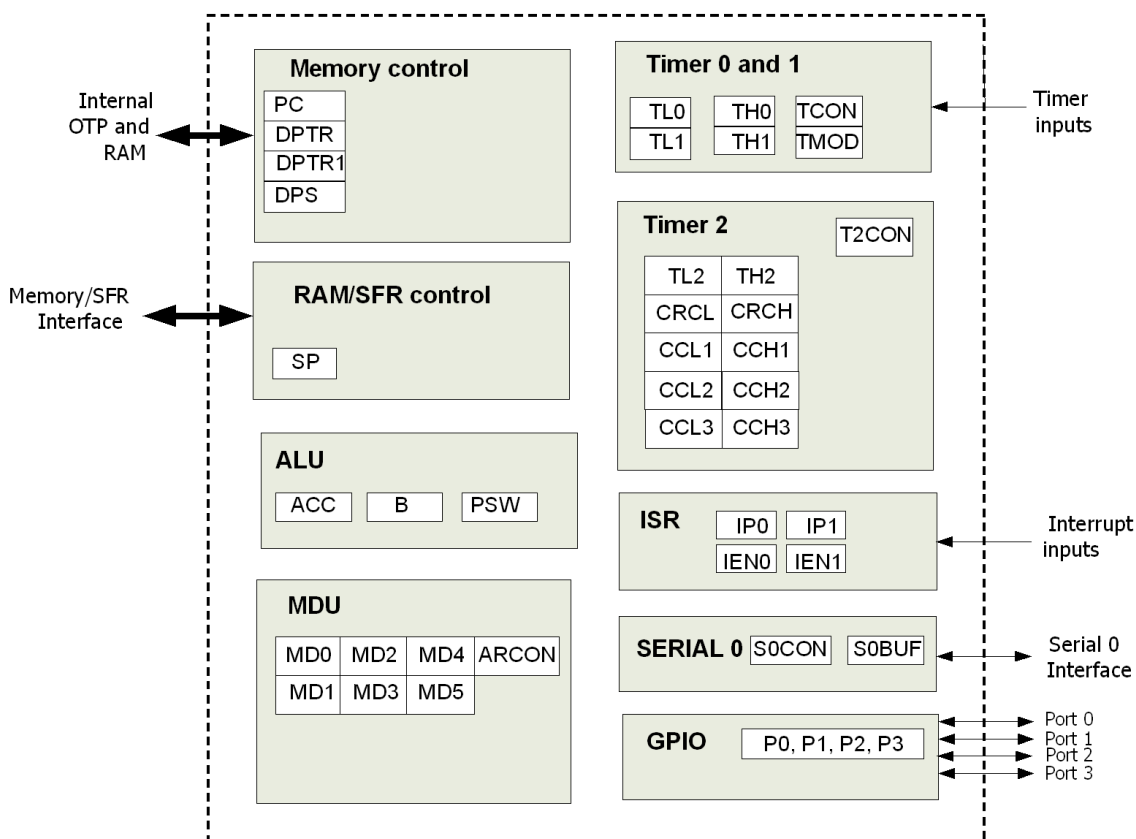 Internal
OTP and
RAM
Memory control
PC
DPTR
DPTR1
DPS
Memory/SFR
Interface
RAM/SFR control
SP
ALU
ACC B PSW
MDU
MD0 MD2 MD4 ARCON
MD1 MD3 MD5
Timer 0 and 1
TL0 TH0 TCON
TL1 TH1 TMOD
Timer
inputs
Timer 2
T2CON
TL2 TH2
CRCL CRCH
CCL1 CCH1
CCL2 CCH2
CCL3 CCH3
ISR
IP0 IP1
IEN0 IEN1
Interrupt
inputs
SERIAL 0 S0CON S0BUF
Serial 0
Interface
GPIO P0, P1, P2, P3
Port 0
Port 1
Port 2
Port 3